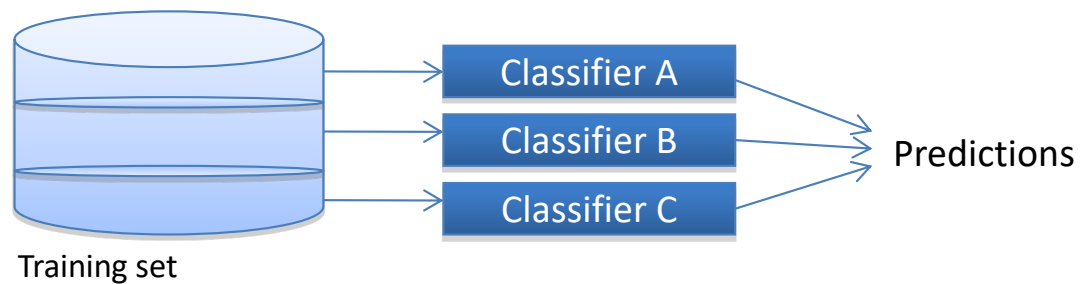 Classifier A
Classifier B
Classifier C
Predictions
Training set